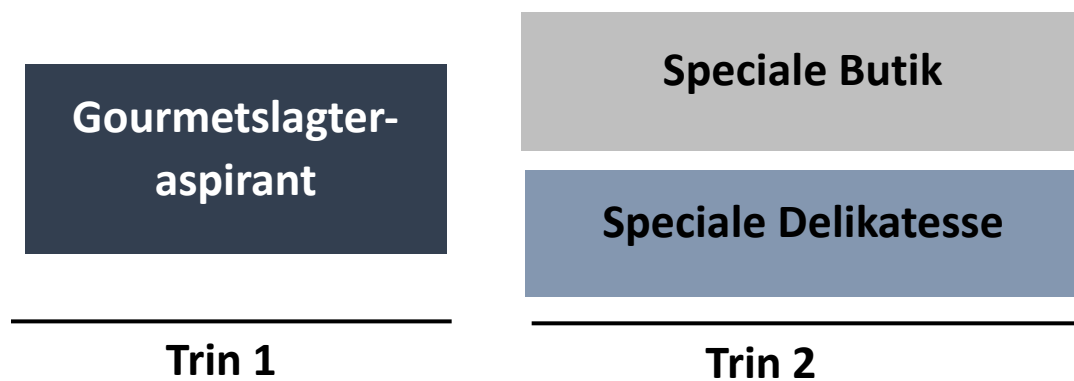 Gourmetslagter-
aspirant
Trin 1
Speciale Butik
Speciale Delikatesse
Trin 2